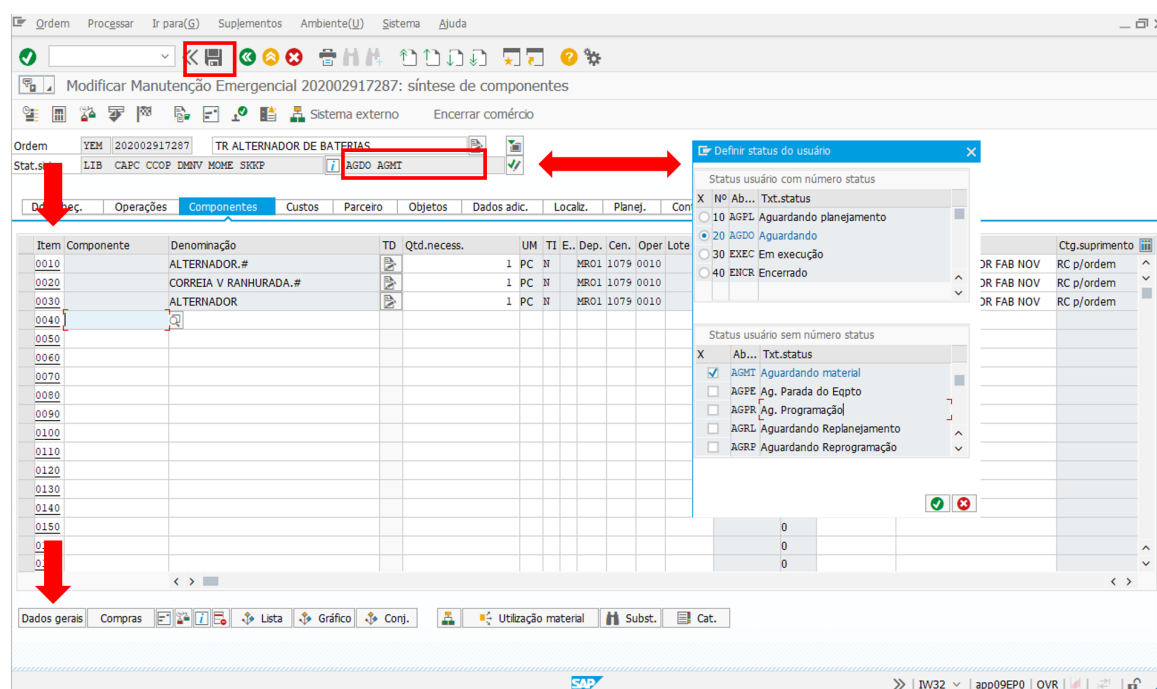 Ordem Processar Ir para(G) Suplementos Ambiente(U) Sistema Ajuda
Modificar Manutenção Emergencial 202002917287: síntese de componentes
Sistema externo Encerrar comércio
Ordem YEM 202002917287 TR ALTERNADOR DE BATERIAS
LIB CAPC CCOP DMNV MOME SKKP i AGDO AGMT
Operações Componentes Custos Parceiro Objetos Dados adic. Localiz. Planej.
Item Componente Denominação TD Qtd.necess. UM TI E.. Dep. Cen. Oper Lote Ctg.suprimento
0010 ALTERNADOR.# 1 PC N MRO1 1079 0010 OR FAB NOV RC p/ordem
0020 CORREIA V RANHURADA.# 1 PC N MRO1 1079 0010 OR FAB NOV RC p/ordem
0030 ALTERNADOR 1 PC N MRO1 1079 0010 OR FAB NOV RC p/ordem
0040
0050
0060
0070
0080
0090
0100
0110
0120
0130
0140
0150 0
0
0
Definir status do usuário
Status usuário com número status
X Nº Ab... Txt.status
10 AGPL Aguardando planejamento
20 AGDO Aguardando
30 EXEC Em execução
40 ENCR Encerrado
Status usuário sem número status
X Ab... Txt.status
AGMT Aguardando material
AGPE Ag. Parada do Eqpto
AGPR Ag. Programação
AGRL Aguardando Replanejamento
AGRP Aguardando Reprogramação
Dados gerais Compras i Lista Gráfico Conj. Utilização material Subst. Cat.
SAP IW32 app09EP0 OVR